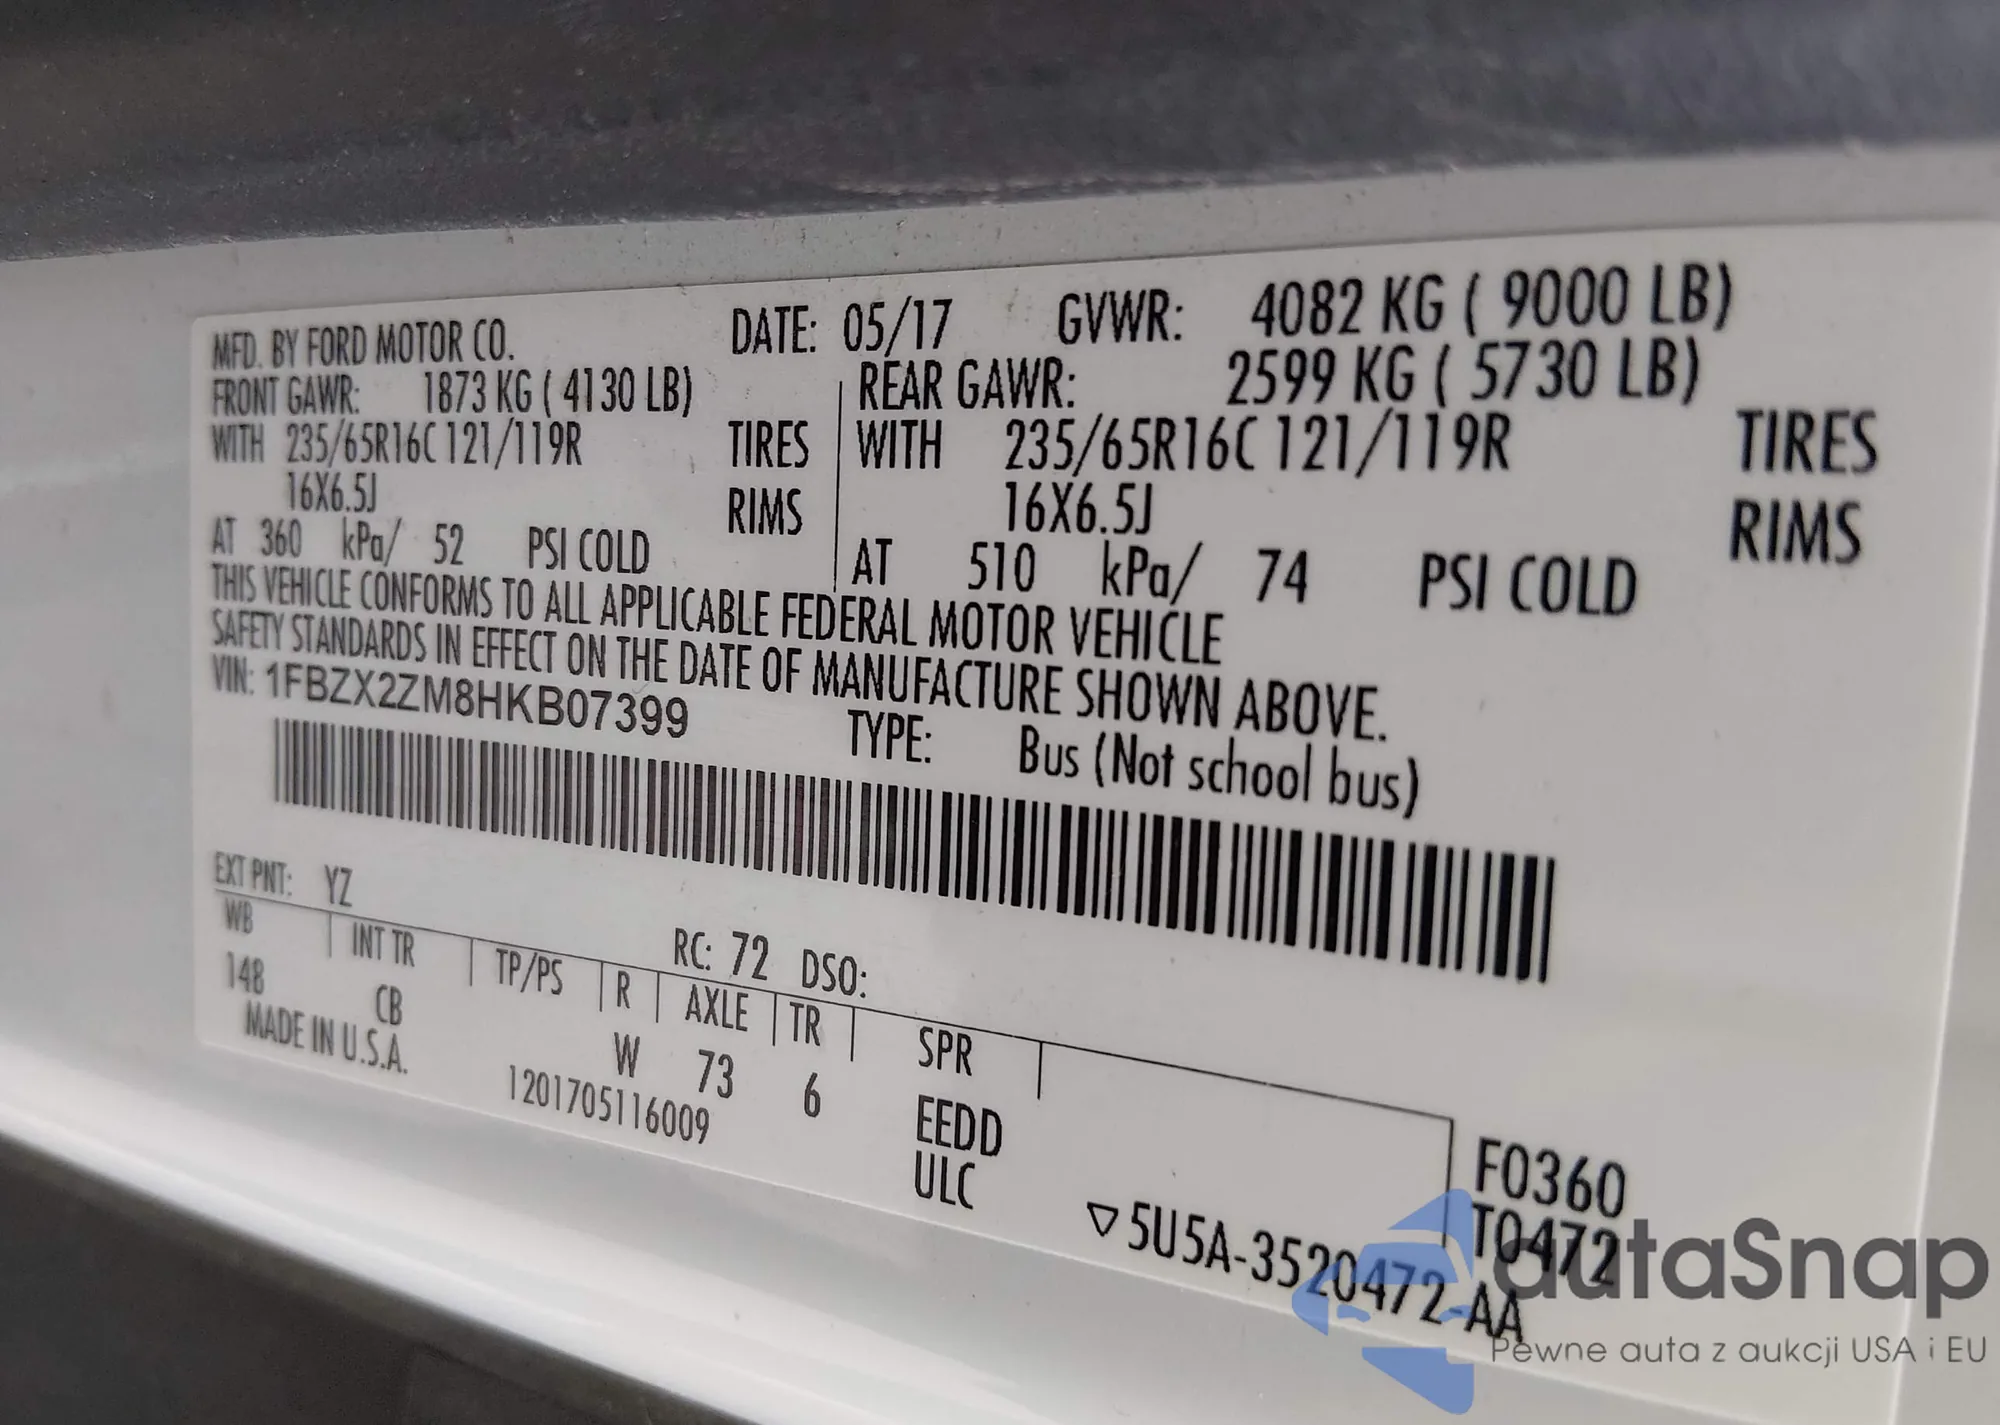 MFD. BY FORD MOTOR CO. DATE: 05/17 GVWR: 4082 KG ( 9000 LB)
FRONT GAWR: 1873 KG ( 4130 LB) REAR GAWR: 2599 KG ( 5730 LB)
WITH 235/65R16C 121/119R TIRES WITH 235/65R16C 121/119R TIRES
16X6.5J RIMS 16X6.5J RIMS
AT 360 kPa/ 52 PSI COLD AT 510 kPa/ 74 PSI COLD
THIS VEHICLE CONFORMS TO ALL APPLICABLE FEDERAL MOTOR VEHICLE
SAFETY STANDARDS IN EFFECT ON THE DATE OF MANUFACTURE SHOWN ABOVE.
VIN: 1FBZX2ZM8HKB07399 TYPE: Bus (Not school bus)
EXT PNT: YZ RC: 72 DSO:
WB INT TR TP/PS R AXLE TR SPR
148 CB W 73 6 EEDD
ULC
MADE IN U.S.A. 1201705116009
F0360
T0472
▽5U5A-3520472-AA
autaSnap
Pewne auta z aukcji USA i EU